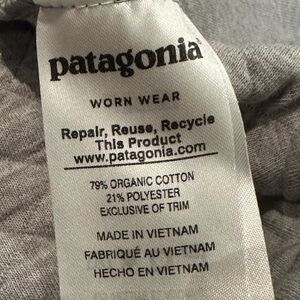 patagonia
WORN WEAR
Repair, Reuse, Recycle
This Product
www.patagonia.com
79% ORGANIC COTTON
21% POLYESTER
EXCLUSIVE OF TRIM
MADE IN VIETNAM
FABRIQUÉ AU VIETNAM
HECHO EN VIETNAM